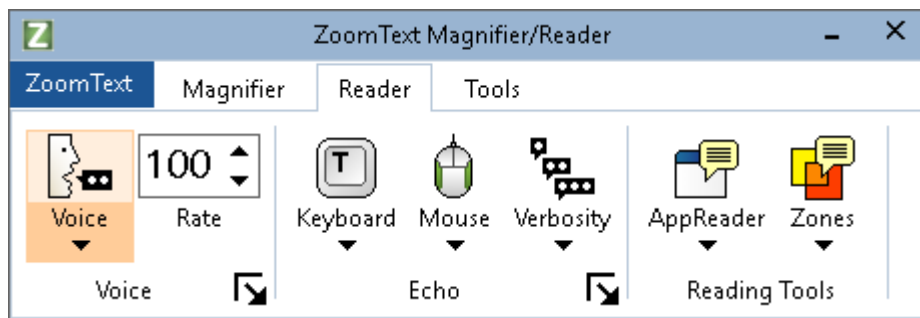 Z ZoomText Magnifier/Reader
ZoomText Magnifier Reader Tools
100 T
Voice Rate Keyboard Mouse Verbosity AppReader Zones
Voice Echo Reading Tools